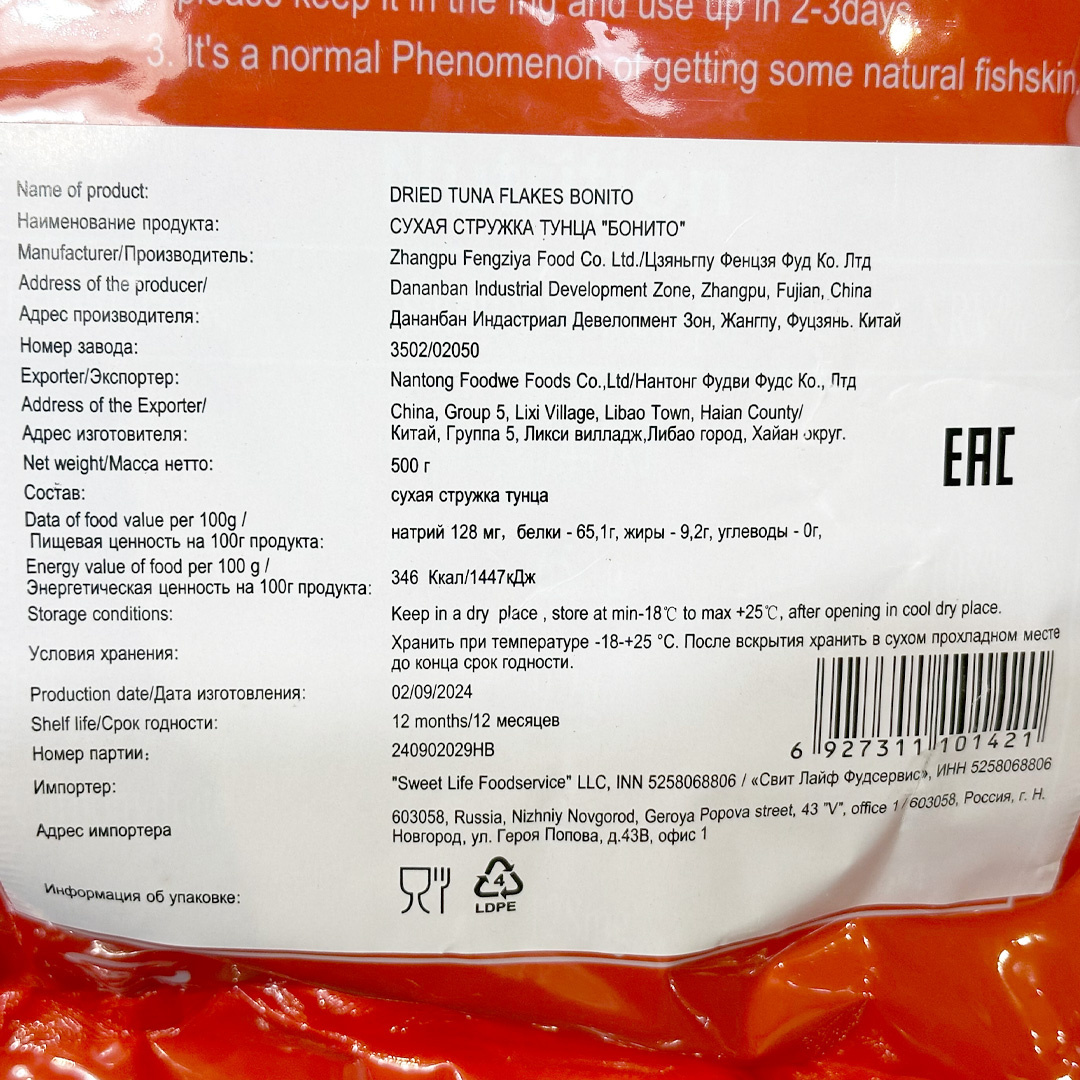 please keep it in the frig and use up in 2-3days
3. It's a normal Phenomenon of getting some natural fishskin,
Name of product: DRIED TUNA FLAKES BONITO
Наименование продукта: СУХАЯ СТРУЖКА ТУНЦА "БОНИТО"
Manufacturer/Производитель: Zhangpu Fengziya Food Co. Ltd./Цзяньгпу Фенцзя Фуд Ко. Лтд
Address of the producer/ Dananban Industrial Development Zone, Zhangpu, Fujian, China
Адрес производителя: Дананбан Индастриал Девелопмент Зон, Жангпу, Фуцзянь. Китай
Номер завода: 3502/02050
Exporter/Экспортер: Nantong Foodwe Foods Co.,Ltd/Нантонг Фудви Фудс Ко., Лтд
Address of the Exporter/ China, Group 5, Lixi Village, Libao Town, Haian County/
Адрес изготовителя: Китай, Группа 5, Ликси вилладж,Либао город, Хайан округ.
Net weight/Масса нетто: 500 г
Состав: сухая стружка тунца
Data of food value per 100g /
Пищевая ценность на 100г продукта: натрий 128 мг, белки - 65,1г, жиры - 9,2г, углеводы - 0г,
Energy value of food per 100 g /
Энергетическая ценность на 100г продукта: 346 Ккал/1447кДж
Storage conditions: Keep in a dry place , store at min-18℃ to max +25℃, after opening in cool dry place.
Условия хранения: Хранить при температуре -18-+25 °C. После вскрытия хранить в сухом прохладном месте
до конца срок годности.
Production date/Дата изготовления: 02/09/2024
Shelf life/Срок годности: 12 months/12 месяцев
Номер партии: 240902029HB
Импортер: "Sweet Life Foodservice" LLC, INN 5258068806 / «Свит Лайф Фудсервис», ИНН 5258068806
Адрес импортера 603058, Russia, Nizhniy Novgorod, Geroya Popova street, 43 "V", office 1 / 603058, Россия, г. Н.
Новгород, ул. Героя Попова, д.43В, офис 1
Информация об упаковке:
EAC
6 927311 101421
4
LDPE